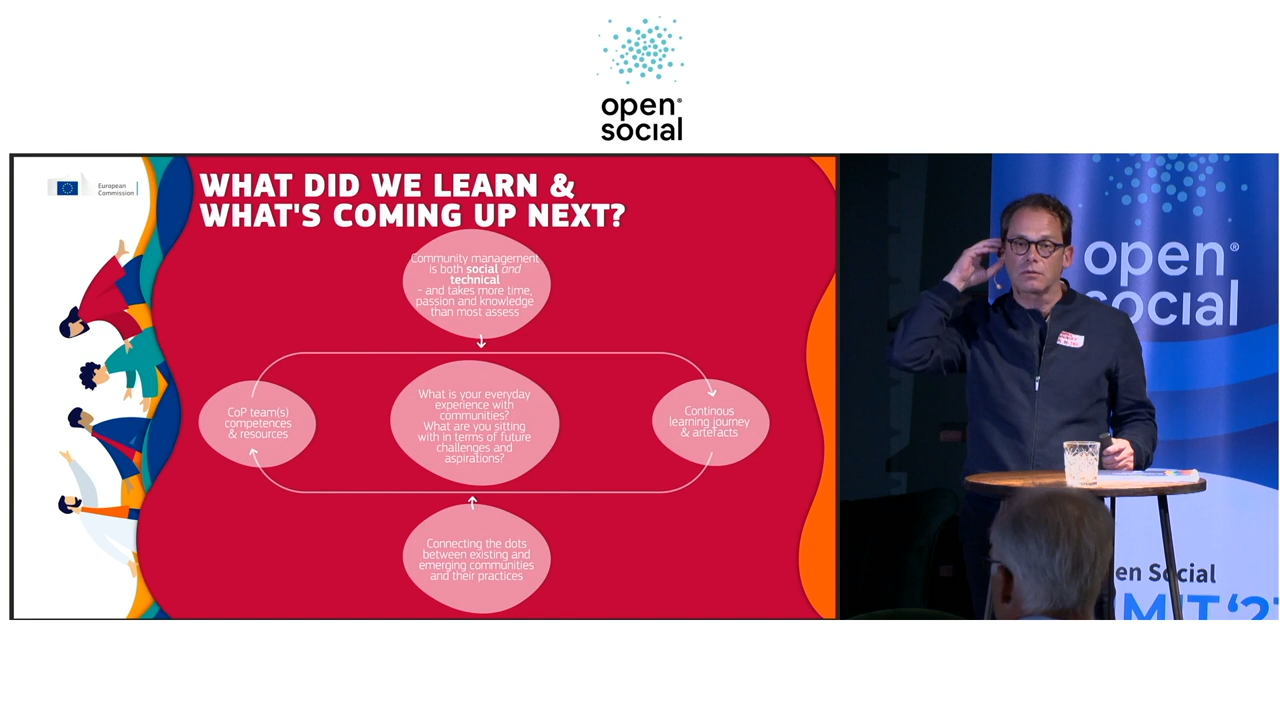 open®
social
European
Commission
WHAT DID WE LEARN &
WHAT'S COMING UP NEXT?
Community management
is both social and
technical
- and takes more time,
passion and knowledge
than most assess
CoP team(s)
competences
& resources
What is your everyday
experience with
communities?
What are you sitting
with in terms of future
challenges and
aspirations?
Continous
learning journey
& artefacts
Connecting the dots
between existing and
emerging communities
and their practices
open®
social
en Social
MIT'2